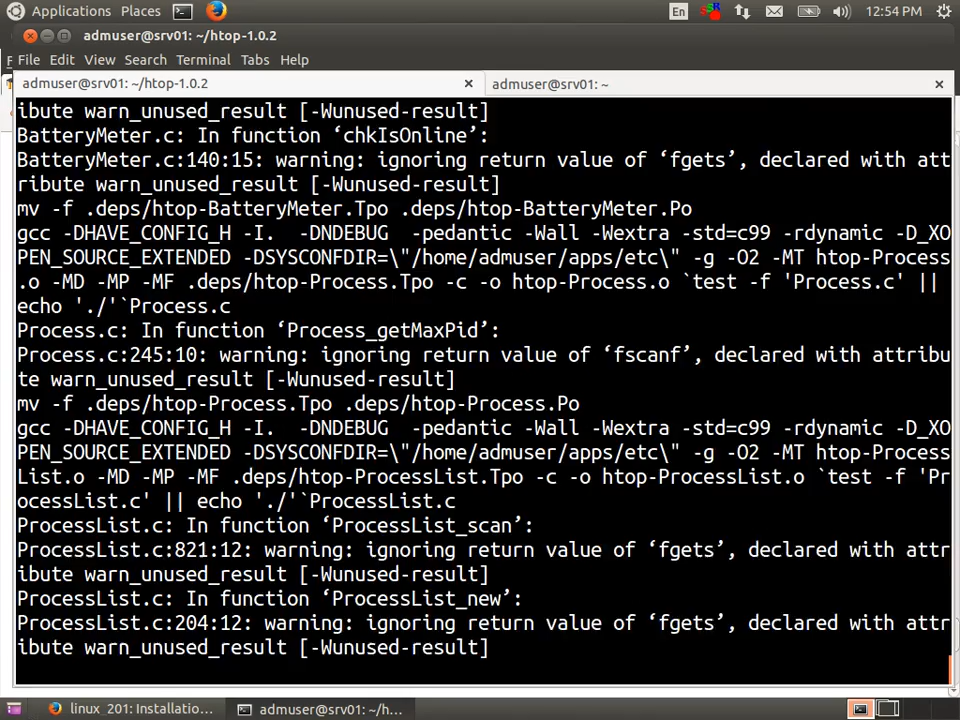 Applications Places En 12:54 PM
admuser@srv01: ~/htop-1.0.2
File Edit View Search Terminal Tabs Help
admuser@srv01: ~/htop-1.0.2 × admuser@srv01: ~ ×
ibute warn_unused_result [-Wunused-result]
BatteryMeter.c: In function ‘chkIsOnline’:
BatteryMeter.c:140:15: warning: ignoring return value of ‘fgets’, declared with att
ribute warn_unused_result [-Wunused-result]
mv -f .deps/htop-BatteryMeter.Tpo .deps/htop-BatteryMeter.Po
gcc -DHAVE_CONFIG_H -I.  -DNDEBUG  -pedantic -Wall -Wextra -std=c99 -rdynamic -D_XO
PEN_SOURCE_EXTENDED -DSYSCONFDIR=\"/home/admuser/apps/etc\" -g -O2 -MT htop-Process
.o -MD -MP -MF .deps/htop-Process.Tpo -c -o htop-Process.o `test -f 'Process.c' ||
echo './'`Process.c
Process.c: In function ‘Process_getMaxPid’:
Process.c:245:10: warning: ignoring return value of ‘fscanf’, declared with attribu
te warn_unused_result [-Wunused-result]
mv -f .deps/htop-Process.Tpo .deps/htop-Process.Po
gcc -DHAVE_CONFIG_H -I.  -DNDEBUG  -pedantic -Wall -Wextra -std=c99 -rdynamic -D_XO
PEN_SOURCE_EXTENDED -DSYSCONFDIR=\"/home/admuser/apps/etc\" -g -O2 -MT htop-Process
List.o -MD -MP -MF .deps/htop-ProcessList.Tpo -c -o htop-ProcessList.o `test -f 'Pr
ocessList.c' || echo './'`ProcessList.c
ProcessList.c: In function ‘ProcessList_scan’:
ProcessList.c:821:12: warning: ignoring return value of ‘fgets’, declared with attr
ibute warn_unused_result [-Wunused-result]
ProcessList.c: In function ‘ProcessList_new’:
ProcessList.c:204:12: warning: ignoring return value of ‘fgets’, declared with attr
ibute warn_unused_result [-Wunused-result]
linux_201: Installatio... admuser@srv01: ~/h...